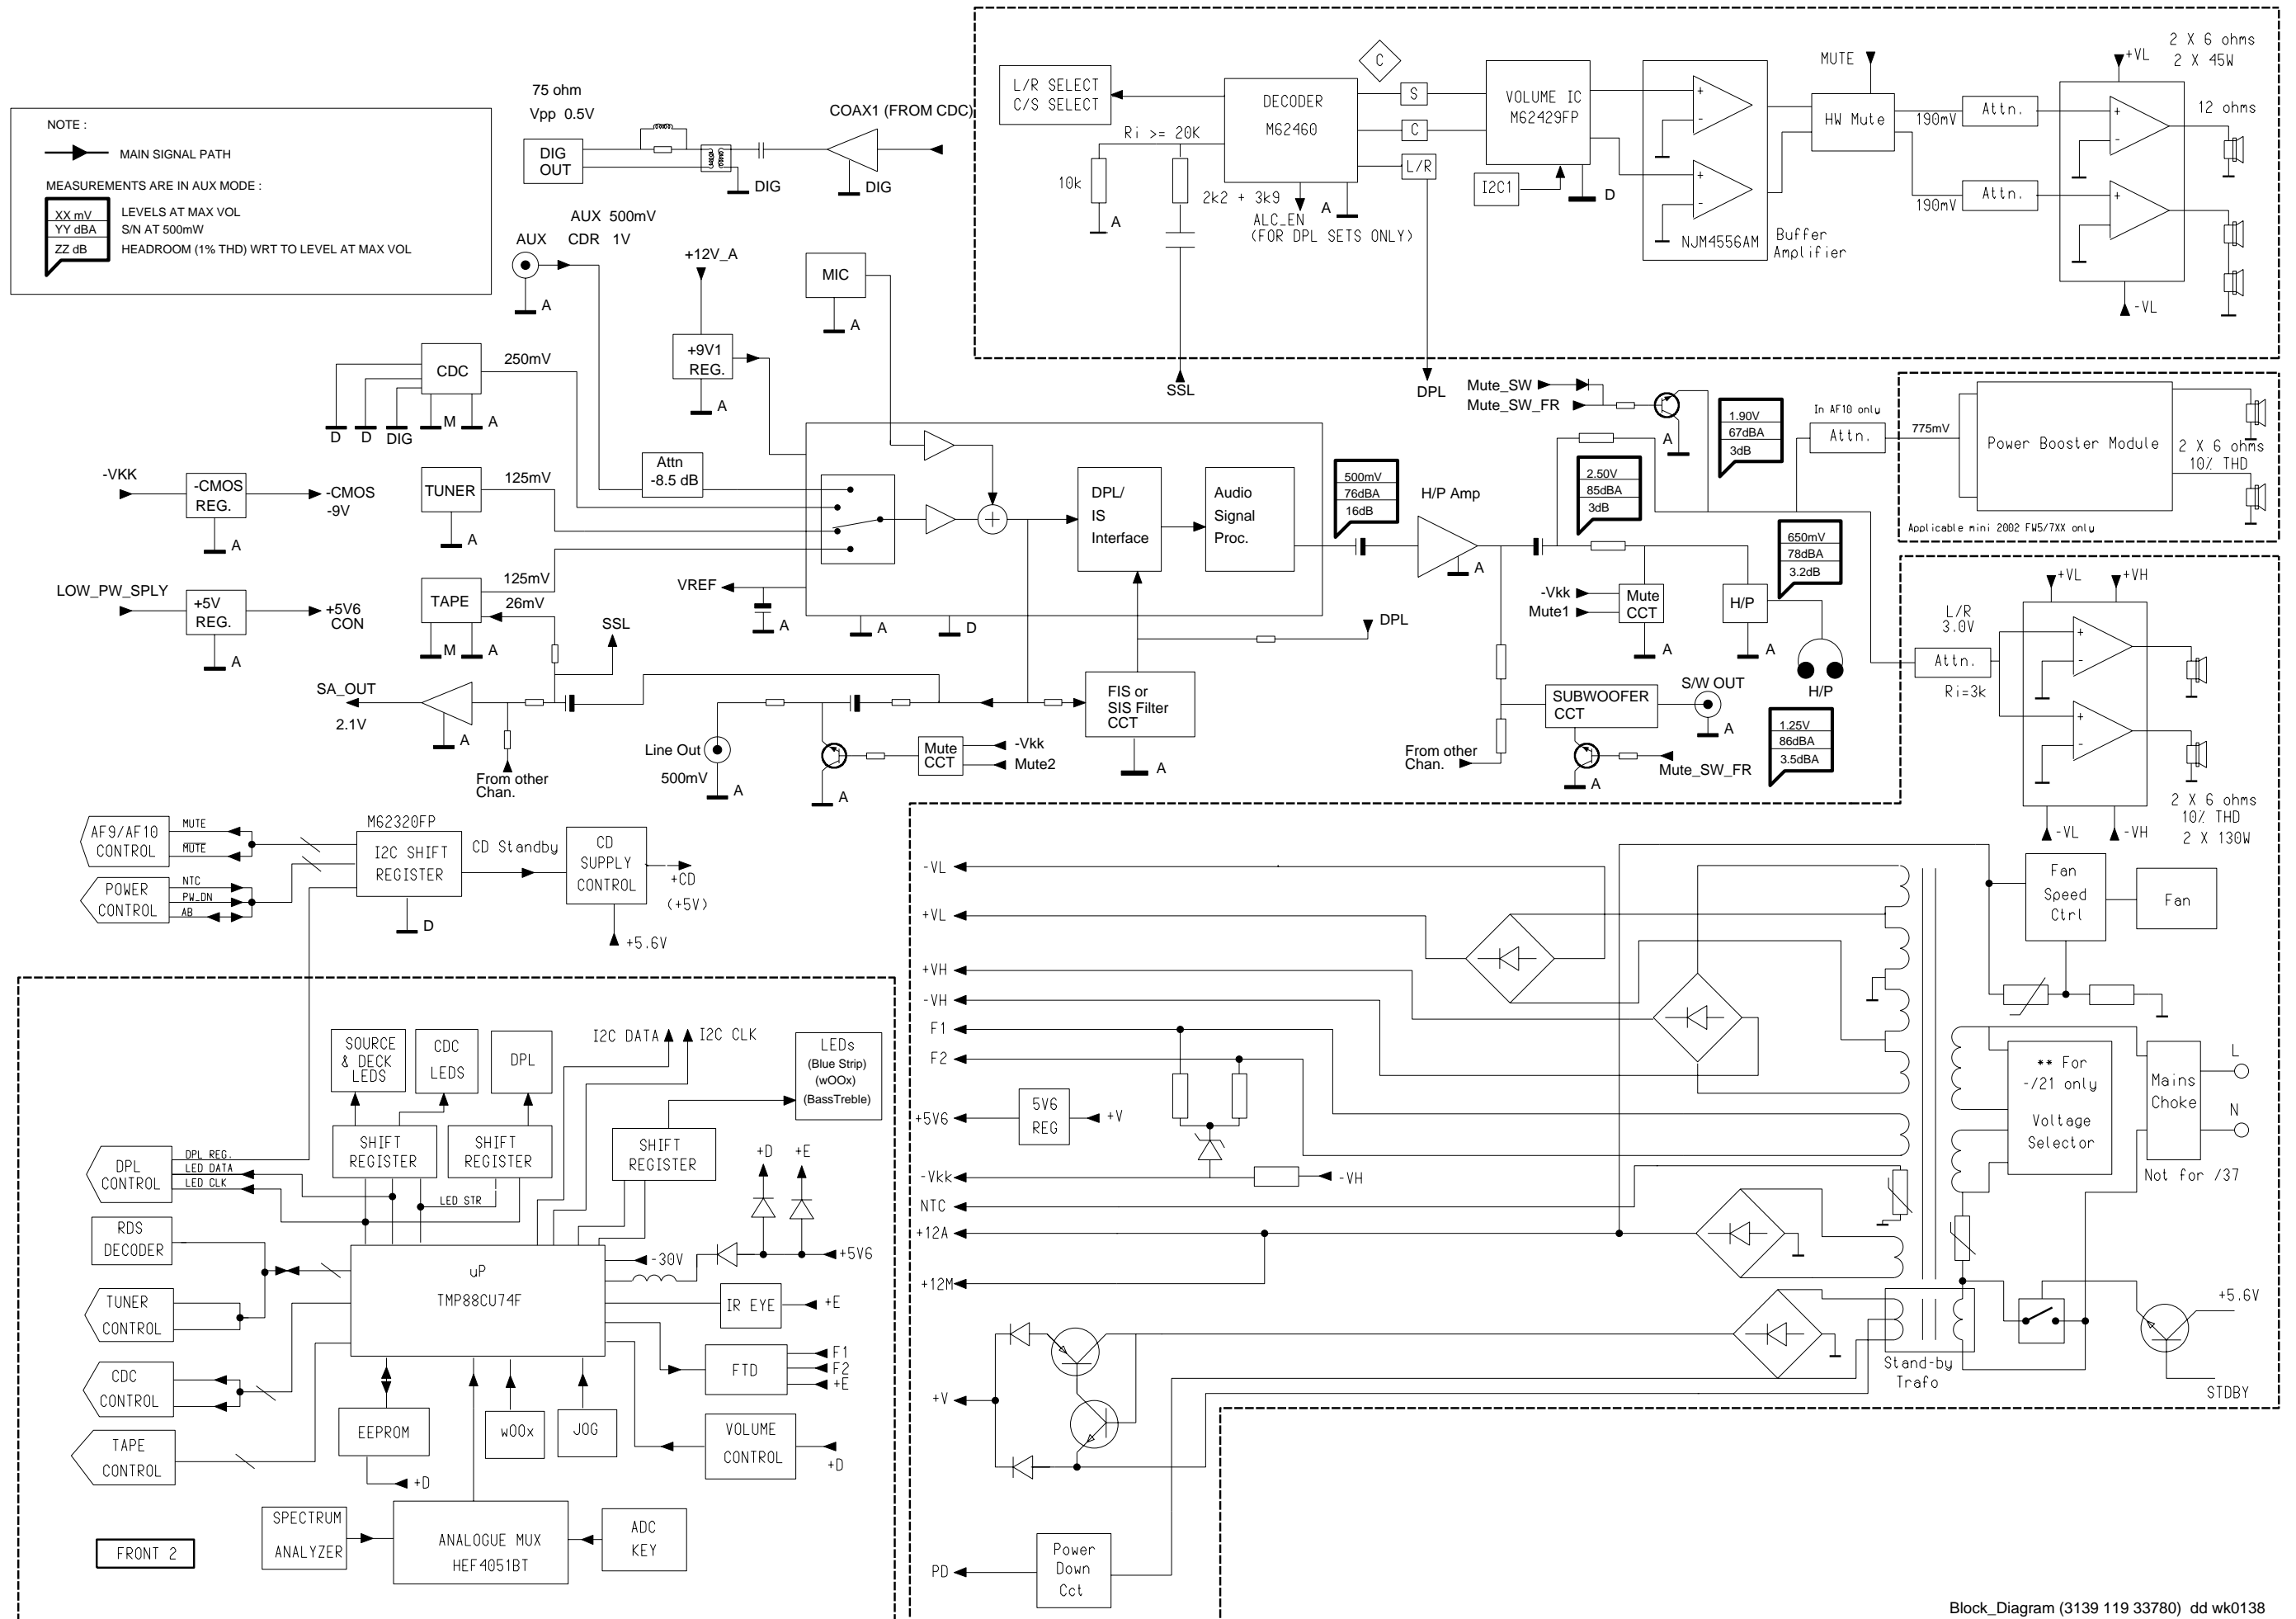 NOTE :
MAIN SIGNAL PATH
MEASUREMENTS ARE IN AUX MODE :
XX mV
YY dBA
ZZ dB
LEVELS AT MAX VOL
S/N AT 500mW
HEADROOM (1% THD) WRT TO LEVEL AT MAX VOL
75 ohm
Vpp 0.5V
DIG
OUT
COAX1 (FROM CDC)
DIG
DIG
AUX 500mV
CDR 1V
AUX
A
+12V_A
+9V1
REG.
A
MIC
A
L/R SELECT
C/S SELECT
Ri >= 20K
10k
A
2k2 + 3k9
DECODER
M62460
ALC_EN
(FOR DPL SETS ONLY)
A
C
S
C
L/R
VOLUME IC
M62429FP
I2C1
D
NJM4556AM
Buffer
Amplifier
MUTE
HW Mute
190mV
Attn.
190mV
Attn.
+VL
2 X 6 ohms
2 X 45W
12 ohms
-VL
SSL
DPL
CDC
250mV
D
D
DIG
M
A
-VKK
-CMOS
REG.
-CMOS
-9V
A
TUNER
125mV
A
Attn
-8.5 dB
LOW_PW_SPLY
+5V
REG.
+5V6
CON
A
TAPE
125mV
26mV
M
A
SSL
VREF
A
A
D
DPL/
IS
Interface
Audio
Signal
Proc.
500mV
76dBA
16dB
H/P Amp
A
Mute_SW
Mute_SW_FR
A
1.90V
67dBA
3dB
2.50V
85dBA
3dB
In AF10 only
Attn.
775mV
Power Booster Module
2 X 6 ohms
10% THD
Applicable mini 2002 FW5/7XX only
650mV
78dBA
3.2dB
-Vkk
Mute1
Mute
CCT
A
H/P
A
H/P
DPL
SA_OUT
2.1V
A
From other
Chan.
Line Out
500mV
A
A
Mute
CCT
-Vkk
Mute2
FIS or
SIS Filter
CCT
A
From other
Chan.
SUBWOOFER
CCT
S/W OUT
A
A
Mute_SW_FR
1.25V
86dBA
3.5dBA
L/R
3.0V
Attn.
Ri=3k
+VL
+VH
-VL
-VH
2 X 6 ohms
10% THD
2 X 130W
AF9/AF10
CONTROL
MUTE
MUTE
POWER
CONTROL
NTC
PW_DN
AB
M62320FP
I2C SHIFT
REGISTER
D
CD Standby
CD
SUPPLY
CONTROL
+CD
(+5V)
+5.6V
-VL
+VL
+VH
-VH
F1
F2
+5V6
5V6
REG
+V
-Vkk
-VH
NTC
+12A
+12M
+V
PD
Power
Down
Cct
Fan
Speed
Ctrl
Fan
** For
-/21 only
Voltage
Selector
Mains
Choke
L
N
Not for /37
Stand-by
Trafo
+5.6V
STDBY
SOURCE
& DECK
LEDS
CDC
LEDS
DPL
I2C DATA
I2C CLK
LEDs
(Blue Strip)
(wOOx)
(BassTreble)
SHIFT
REGISTER
SHIFT
REGISTER
SHIFT
REGISTER
DPL
CONTROL
DPL REG.
LED DATA
LED CLK
LED STR
+D
+E
RDS
DECODER
-30V
+5V6
uP
TMP88CU74F
TUNER
CONTROL
IR EYE
+E
CDC
CONTROL
FTD
F1
F2
+E
TAPE
CONTROL
EEPROM
+D
wOOx
JOG
VOLUME
CONTROL
+D
FRONT 2
SPECTRUM
ANALYZER
ANALOGUE MUX
HEF4051BT
ADC
KEY
Block_Diagram (3139 119 33780) dd wk0138